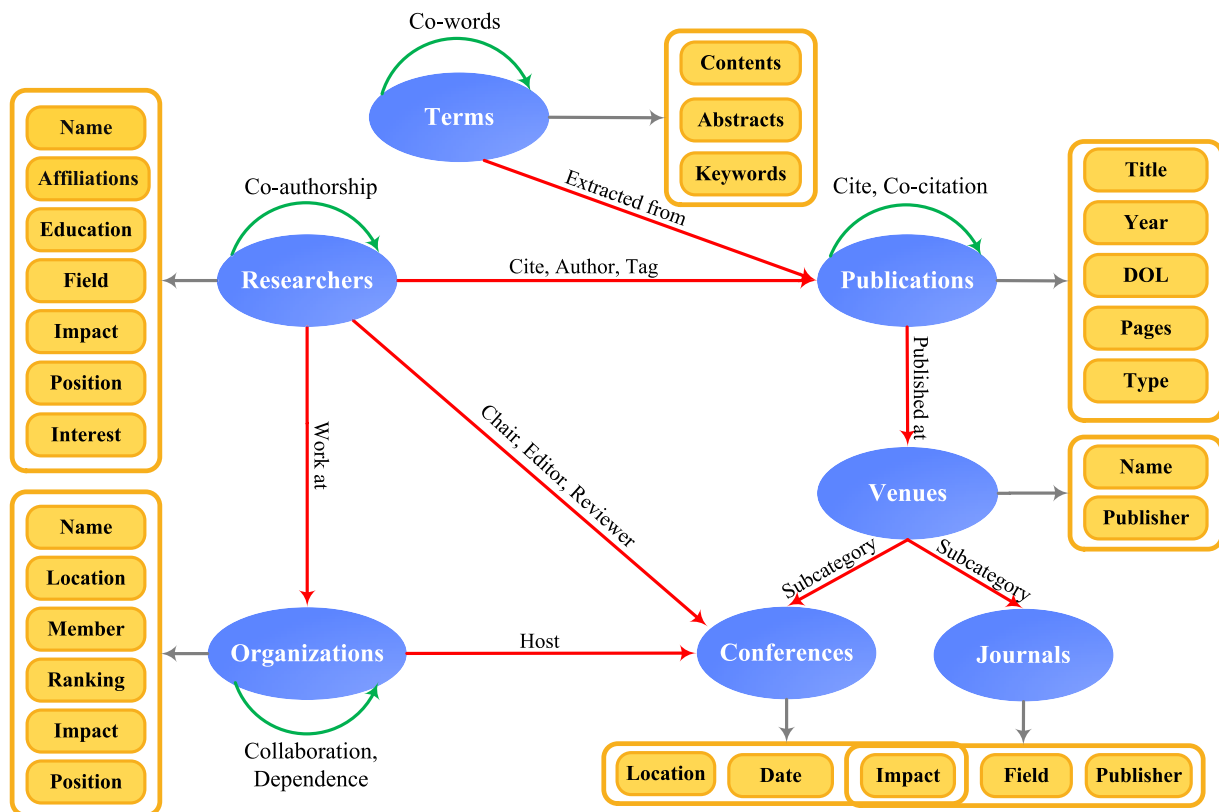 Co-words
Terms
Contents
Abstracts
Keywords
Name
Affiliations
Education
Field
Impact
Position
Interest
Co-authorship
Researchers
Extracted from
Cite, Author, Tag
Cite, Co-citation
Publications
Title
Year
DOL
Pages
Type
Work at
Chair, Editor, Reviewer
Published at
Venues
Name
Publisher
Subcategory
Subcategory
Name
Location
Member
Ranking
Impact
Position
Organizations
Host
Conferences
Journals
Collaboration,
Dependence
Location
Date
Impact
Field
Publisher